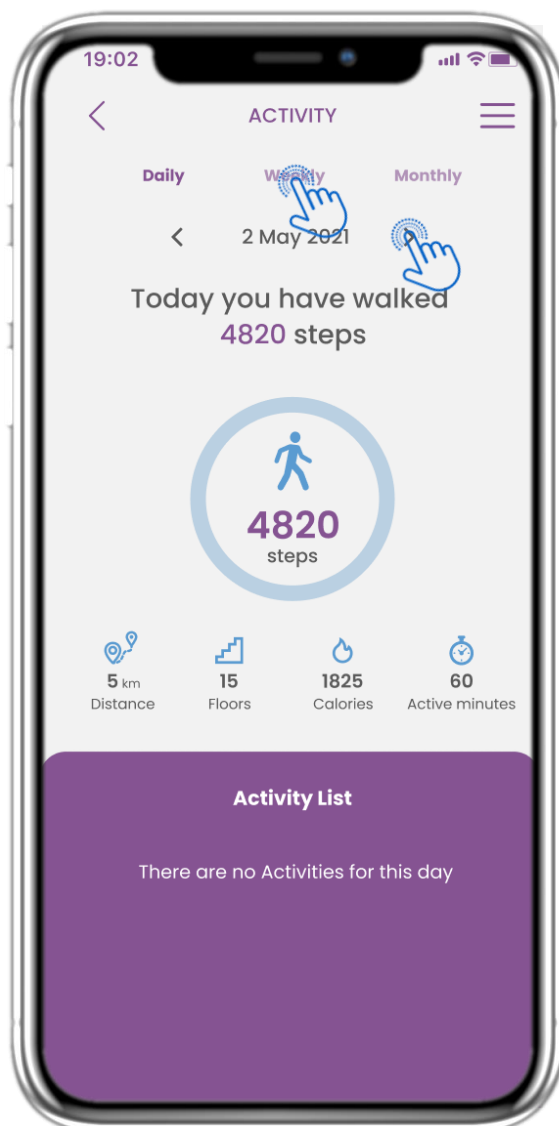 19:02
ACTIVITY
Daily Weekly Monthly
2 May 2021
Today you have walked
4820 steps
4820
steps
5 km 15 1825 60
Distance Floors Calories Active minutes
Activity List
There are no Activities for this day